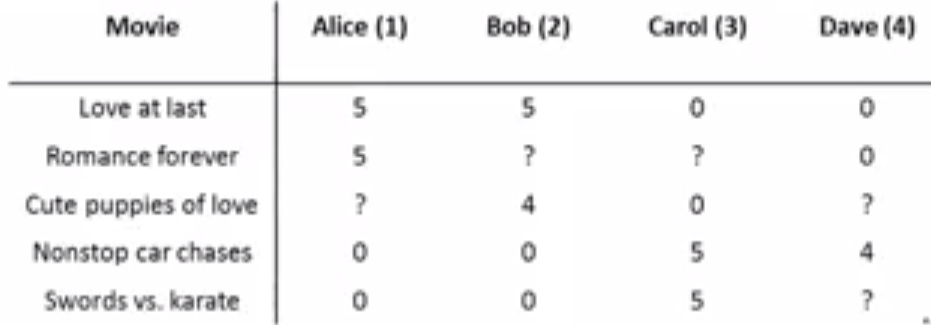 Movie Alice (1) Bob (2) Carol (3) Dave (4)
Love at last 5 5 0 0
Romance forever 5 ? ? 0
Cute puppies of love ? 4 0 ?
Nonstop car chases 0 0 5 4
Swords vs. karate 0 0 5 ?